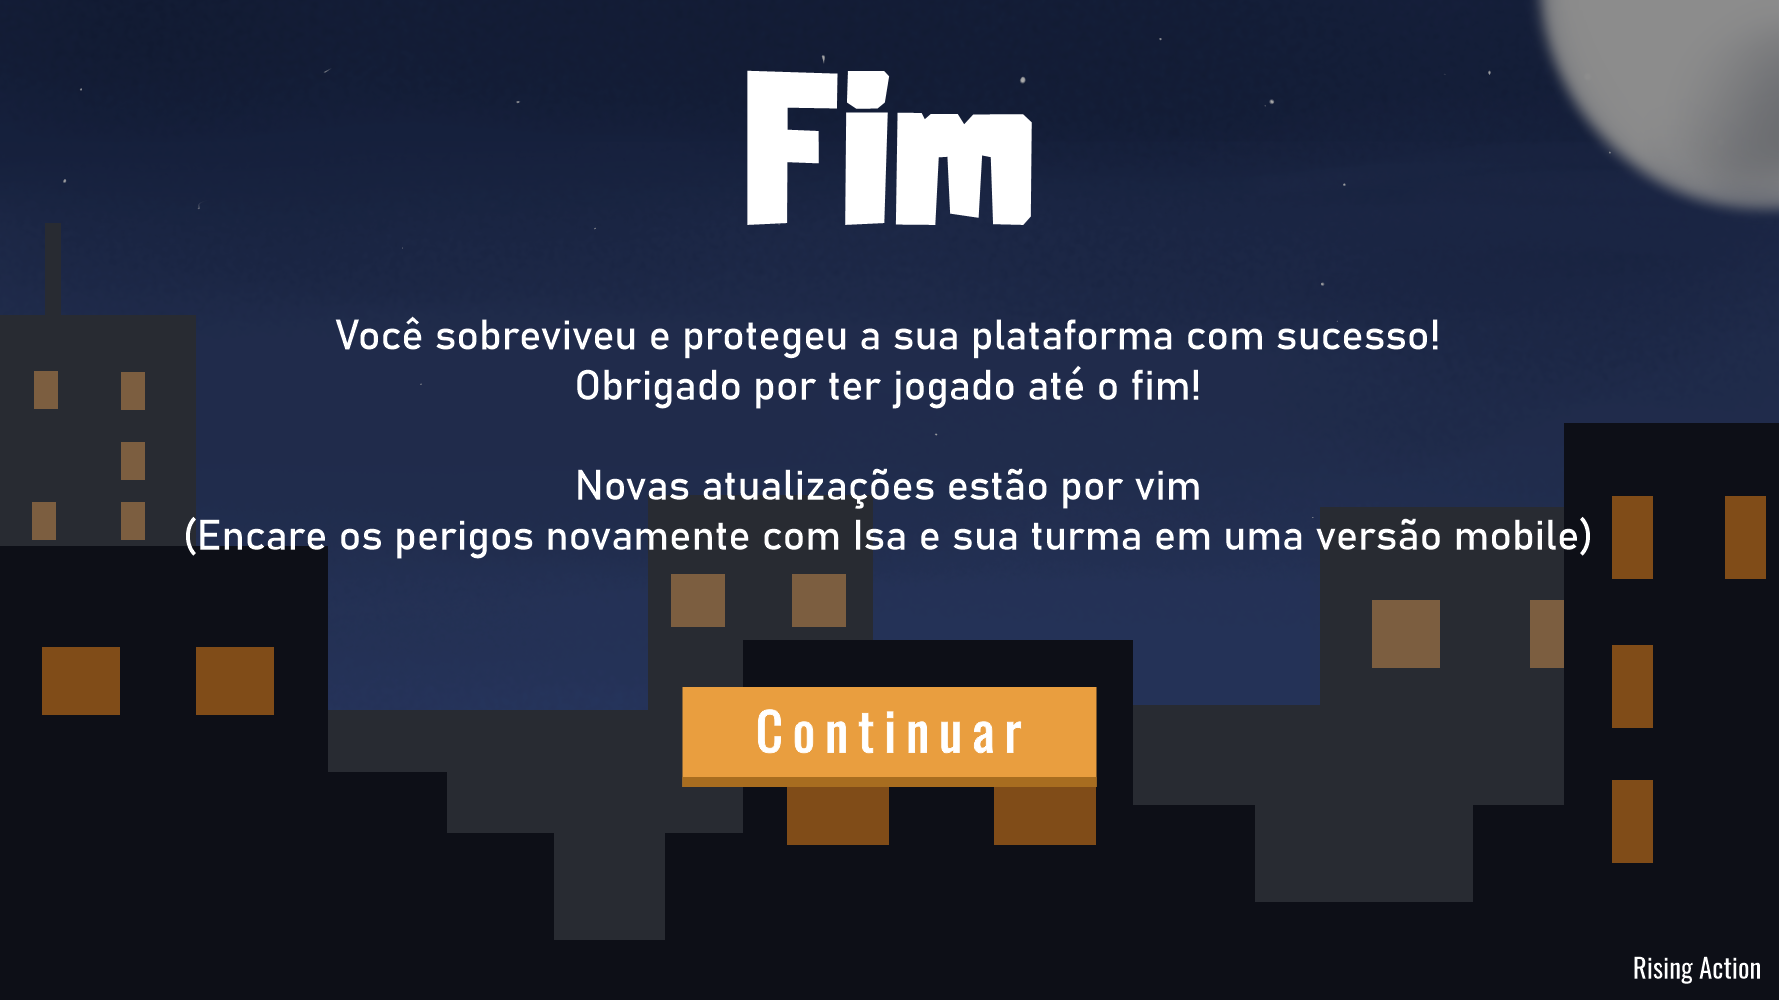 Fim
Você sobreviveu e protegeu a sua plataforma com sucesso!
Obrigado por ter jogado até o fim!
Novas atualizações estão por vim
(Encare os perigos novamente com Isa e sua turma em uma versão mobile)
Continuar
Rising Action